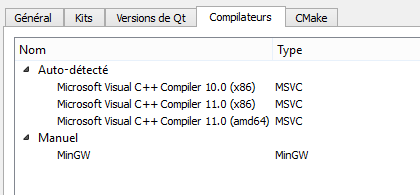 Général Kits Versions de Qt Compilateurs CMake
Nom Type
Auto-détecté
Microsoft Visual C++ Compiler 10.0 (x86) MSVC
Microsoft Visual C++ Compiler 11.0 (x86) MSVC
Microsoft Visual C++ Compiler 11.0 (amd64) MSVC
Manuel
MinGW MinGW